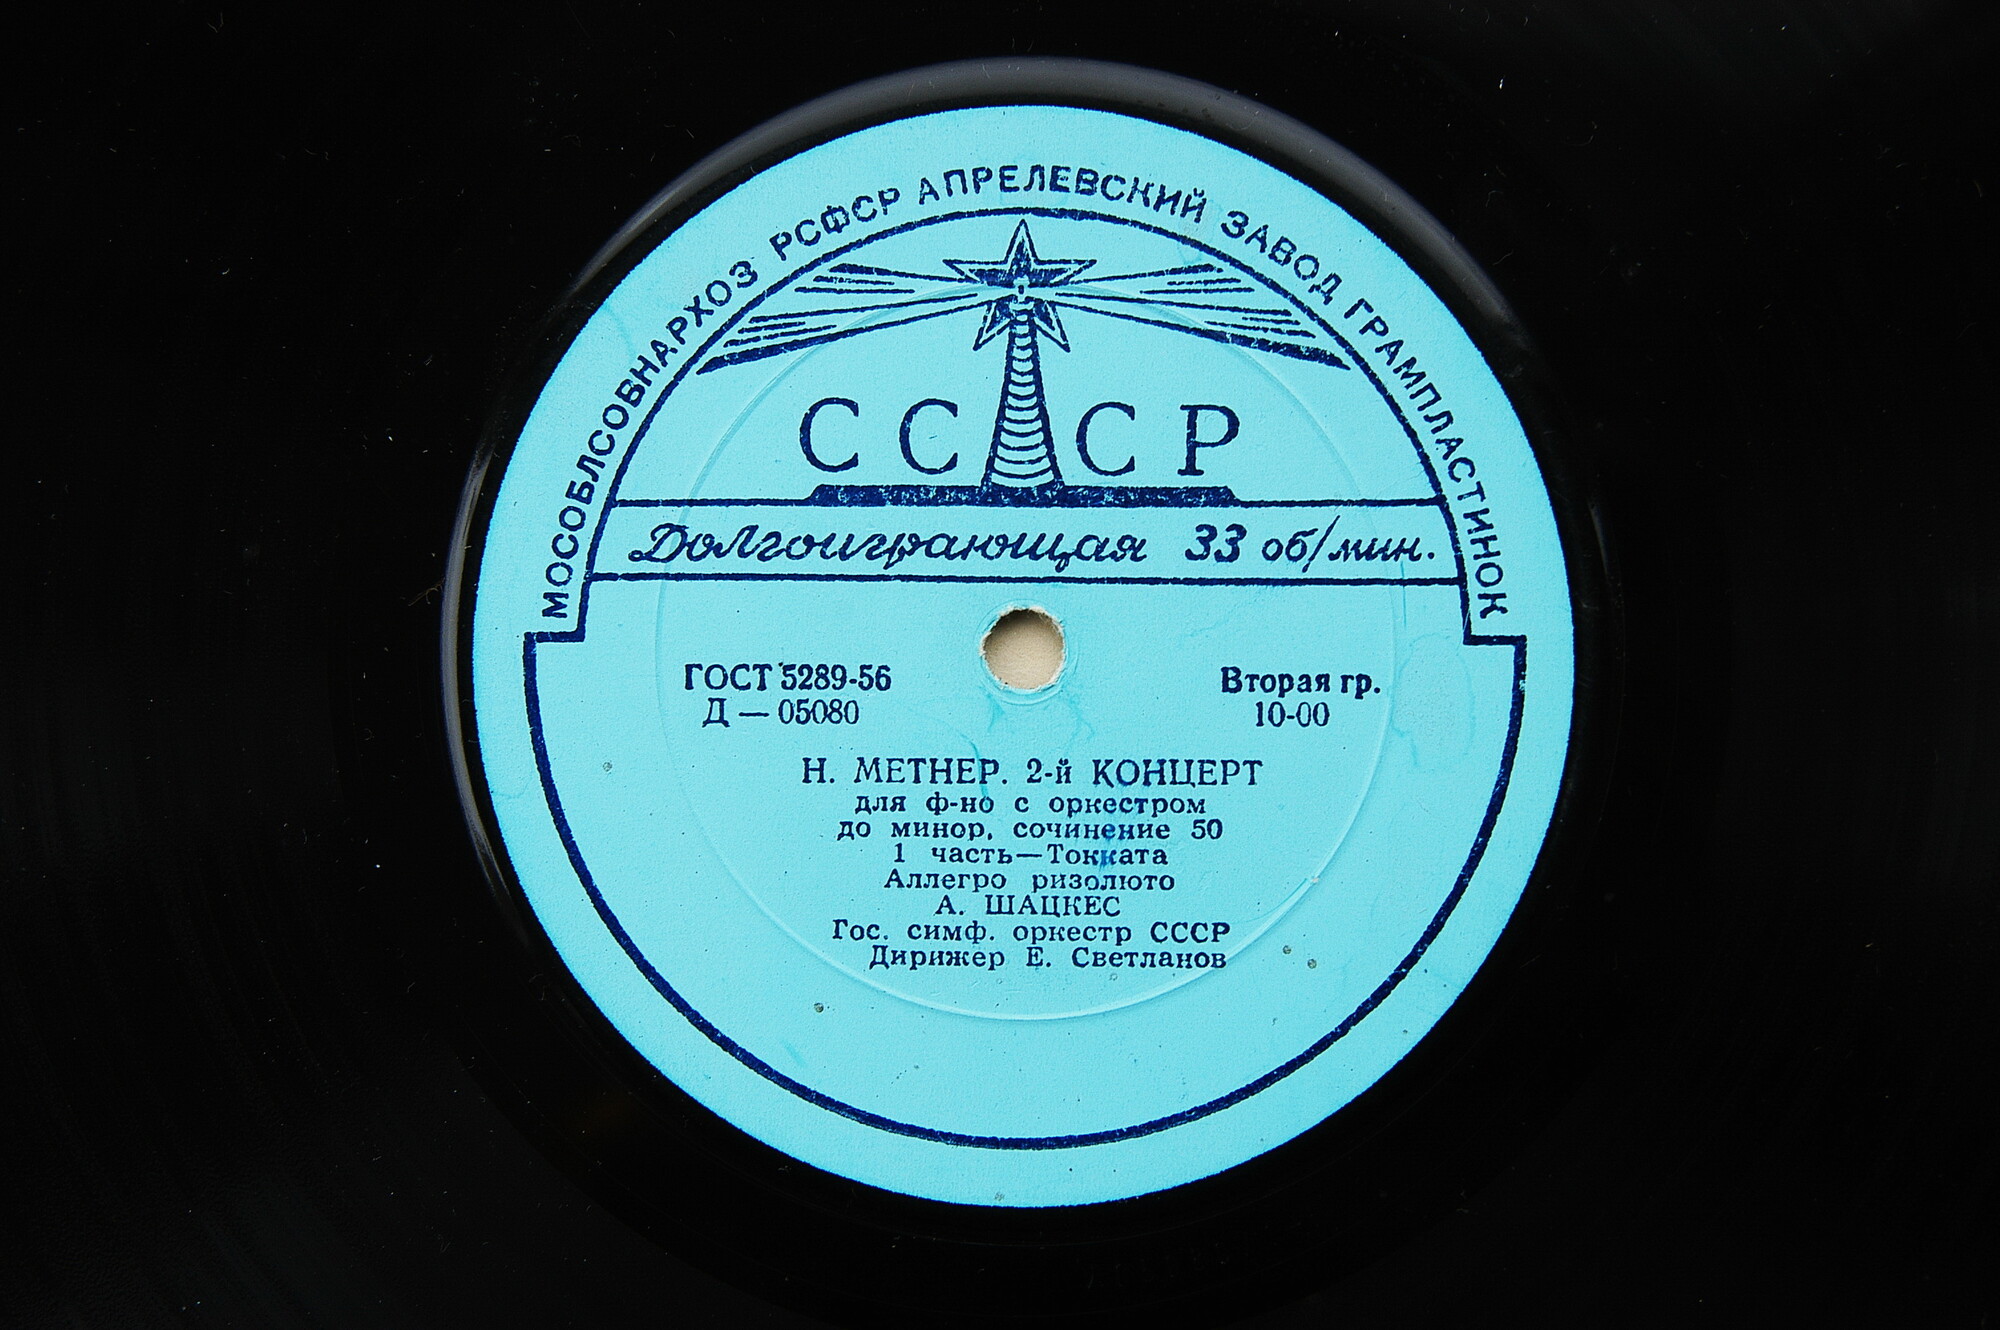 МОСОБЛСОВНАРХОЗ РСФСР АПРЕЛЕВСКИЙ ЗАВОД ГРАМПЛАСТИНОК
СССР
Долгоиграющая 33 об/мин.
ГОСТ 5289-56
Д — 05080
Вторая гр.
10-00
Н. МЕТНЕР. 2-й КОНЦЕРТ
для ф-но с оркестром
до минор, сочинение 50
1 часть—Токката
Аллегро ризолюто
А. ШАЦКЕС
Гос. симф. оркестр СССР
Дирижер Е. Светланов